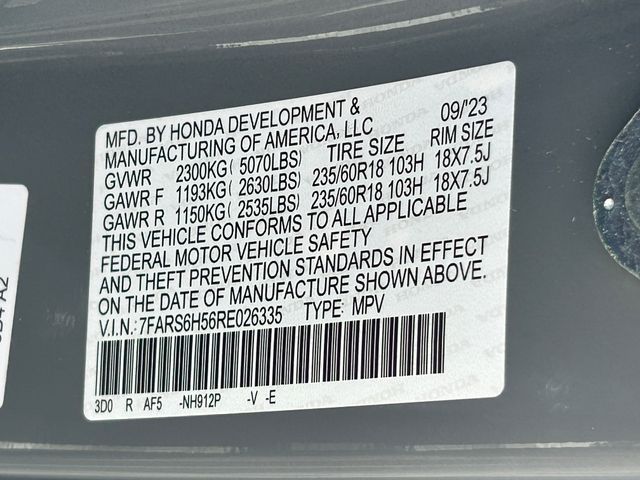 MFD. BY HONDA DEVELOPMENT &
MANUFACTURING OF AMERICA, LLC 09/'23
GVWR 2300KG( 5070LBS) TIRE SIZE RIM SIZE
GAWR F 1193KG( 2630LBS) 235/60R18 103H 18X7.5J
GAWR R 1150KG( 2535LBS) 235/60R18 103H 18X7.5J
THIS VEHICLE CONFORMS TO ALL APPLICABLE
FEDERAL MOTOR VEHICLE SAFETY
AND THEFT PREVENTION STANDARDS IN EFFECT
ON THE DATE OF MANUFACTURE SHOWN ABOVE.
V.I.N.:7FARS6H56RE026335 TYPE: MPV
3D0 R AF5 -NH912P -V -E